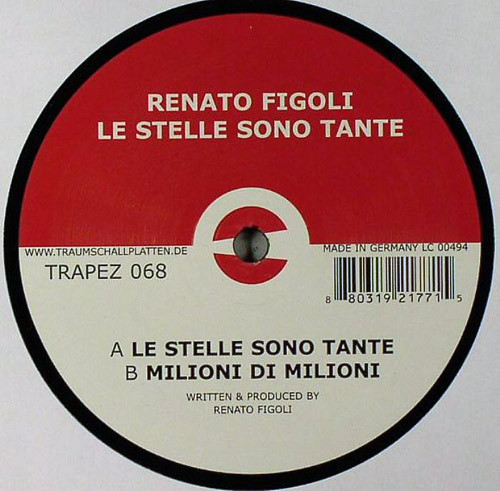 RENATO FIGOLI
LE STELLE SONO TANTE
WWW.TRAUMSCHALLPLATTEN.DE
MADE IN GERMANY LC 00494
TRAPEZ 068
8 80319 21771 5
A LE STELLE SONO TANTE
B MILIONI DI MILIONI
WRITTEN & PRODUCED BY
RENATO FIGOLI